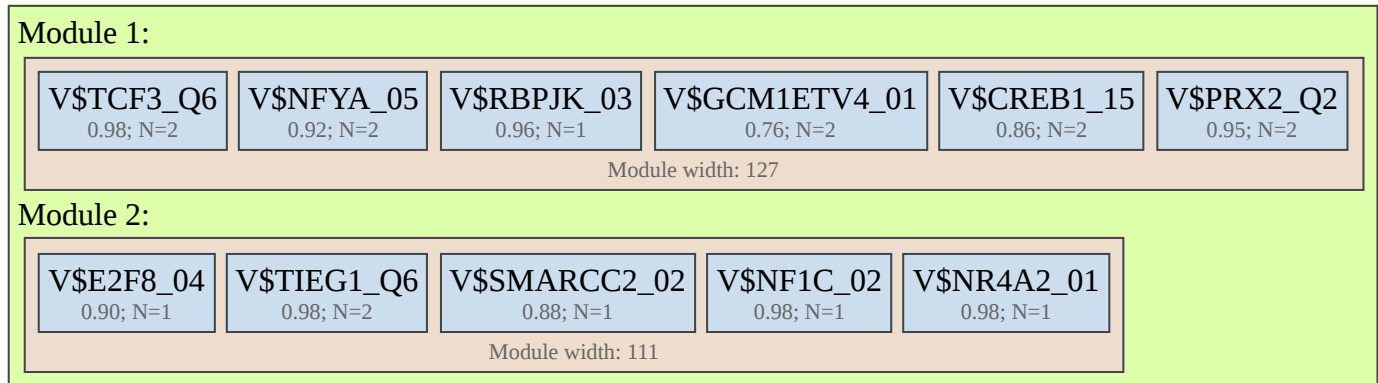 Module 1:
V$TCF3_Q6 V$NFYA_05 V$RBPJK_03 V$GCM1ETV4_01 V$CREB1_15 V$PRX2_Q2
0.98; N=2 0.92; N=2 0.96; N=1 0.76; N=2 0.86; N=2 0.95; N=2
Module width: 127
Module 2:
V$E2F8_04 V$TIEG1_Q6 V$SMARCC2_02 V$NF1C_02 V$NR4A2_01
0.90; N=1 0.98; N=2 0.88; N=1 0.98; N=1 0.98; N=1
Module width: 111